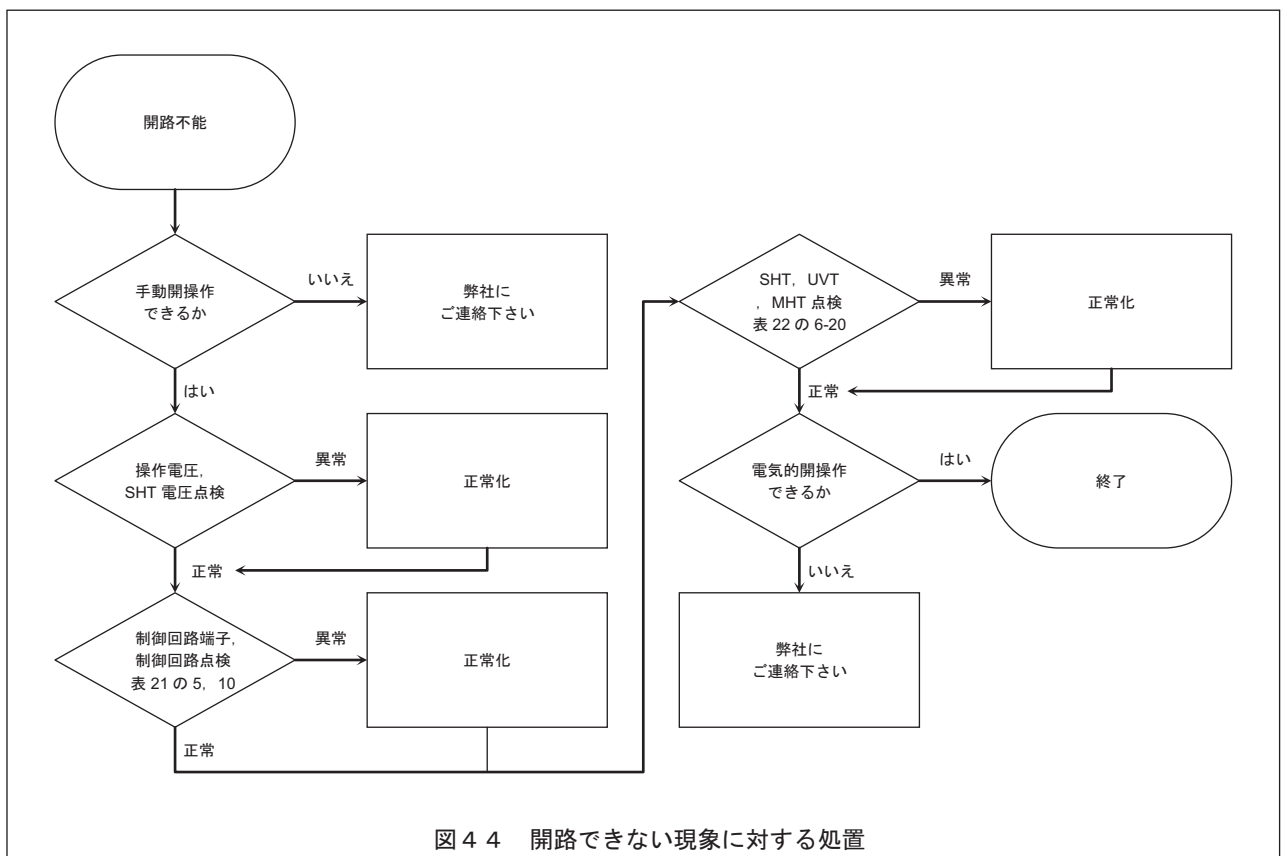 開路不能
手動開操作
できるか
いいえ
弊社に
ご連絡下さい
はい
操作電圧,
SHT 電圧点検
異常
正常化
正常
制御回路端子,
制御回路点検
表 21 の 5, 10
異常
正常化
正常
SHT, UVT
, MHT 点検
表 22 の 6-20
異常
正常化
正常
電気的開操作
できるか
はい
終了
いいえ
弊社に
ご連絡下さい
図44 開路できない現象に対する処置